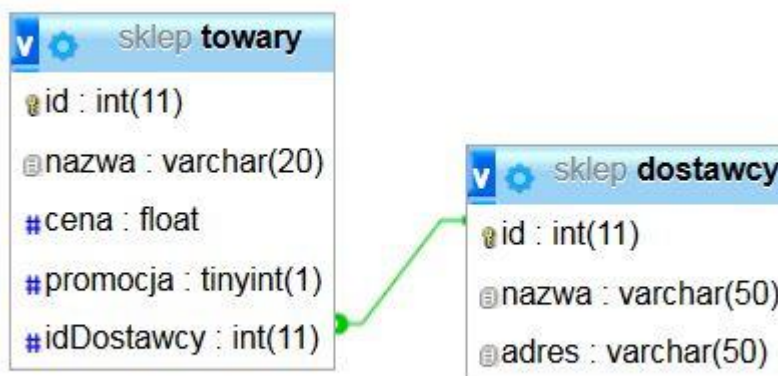 v sklep towary
id : int(11)
nazwa : varchar(20)
#cena : float
#promocja : tinyint(1)
#idDostawcy : int(11)
v sklep dostawcy
id : int(11)
nazwa : varchar(50)
adres : varchar(50)